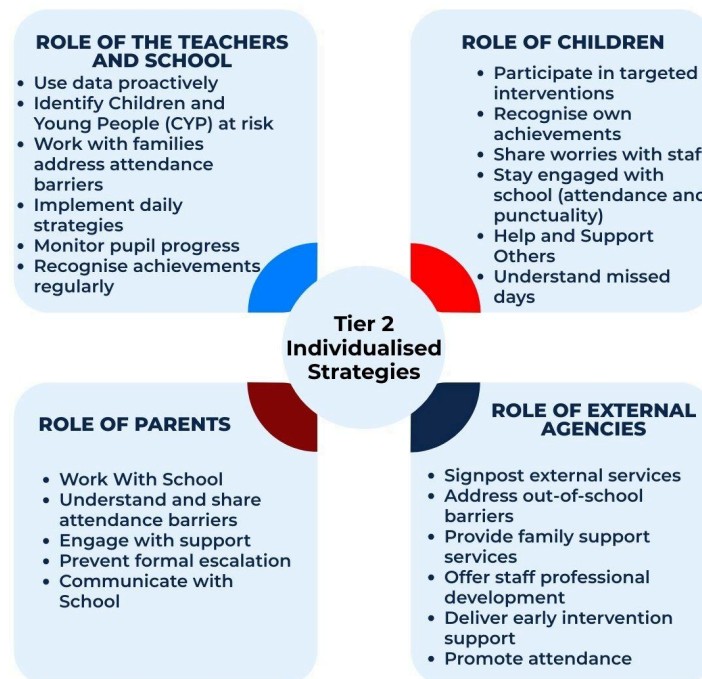 ROLE OF THE TEACHERS
AND SCHOOL
• Use data proactively
• Identify Children and
Young People (CYP) at risk
• Work with families
address attendance
barriers
• Implement daily
strategies
• Monitor pupil progress
• Recognise achievements
regularly
ROLE OF CHILDREN
• Participate in targeted
interventions
• Recognise own
achievements
• Share worries with staff
• Stay engaged with
school (attendance and
punctuality)
• Help and Support
Others
• Understand missed
days
Tier 2
Individualised
Strategies
ROLE OF PARENTS
• Work With School
• Understand and share
attendance barriers
• Engage with support
• Prevent formal escalation
• Communicate with
School
ROLE OF EXTERNAL
AGENCIES
• Signpost external services
• Address out-of-school
barriers
• Provide family support
services
• Offer staff professional
development
• Deliver early intervention
support
• Promote attendance